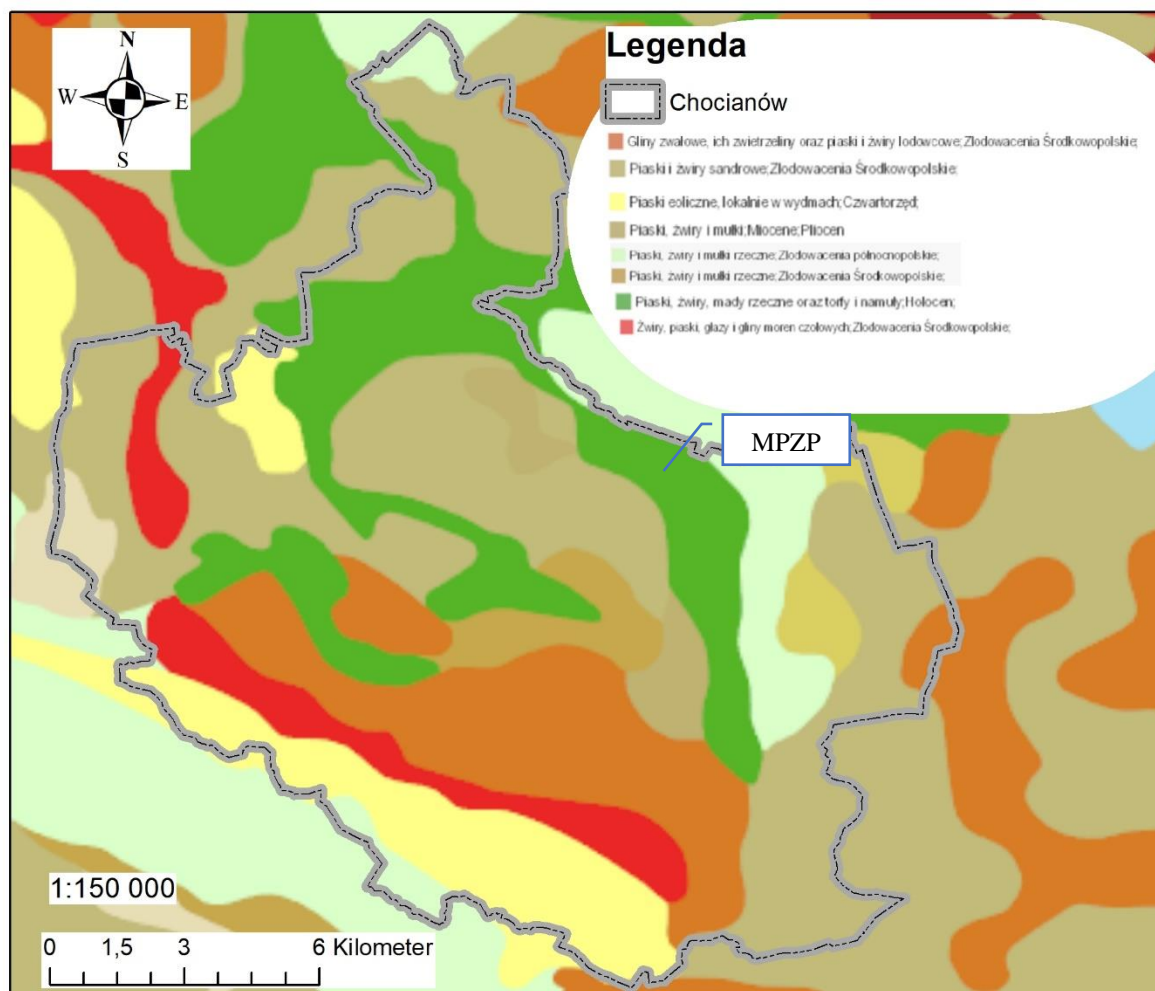 N
W E
S
Legenda
Chocianów
Gliny zwałowe, ich zwietrzeliny oraz piaski i żwiry lodowcowe;Zlodowacenia Środkowopolskie;
Piaski i żwiry sandrowe;Zlodowacenia Środkowopolskie;
Piaski eoliczne, lokalnie w wydmach;Czwartorzęd;
Piaski, żwiry i mułki;Miocene;Pliocen
Piaski, żwiry i mułki rzeczne;Zlodowacenia północnopolskie;
Piaski, żwiry i mułki rzeczne;Zlodowacenia Środkowopolskie;
Piaski, żwiry, mady rzeczne oraz torfy i namuły;Holocen;
Żwiry, piaski, głazy i gliny moren czołowych;Zlodowacenia Środkowopolskie;
MPZP
1:150 000
0 1,5 3 6 Kilometer